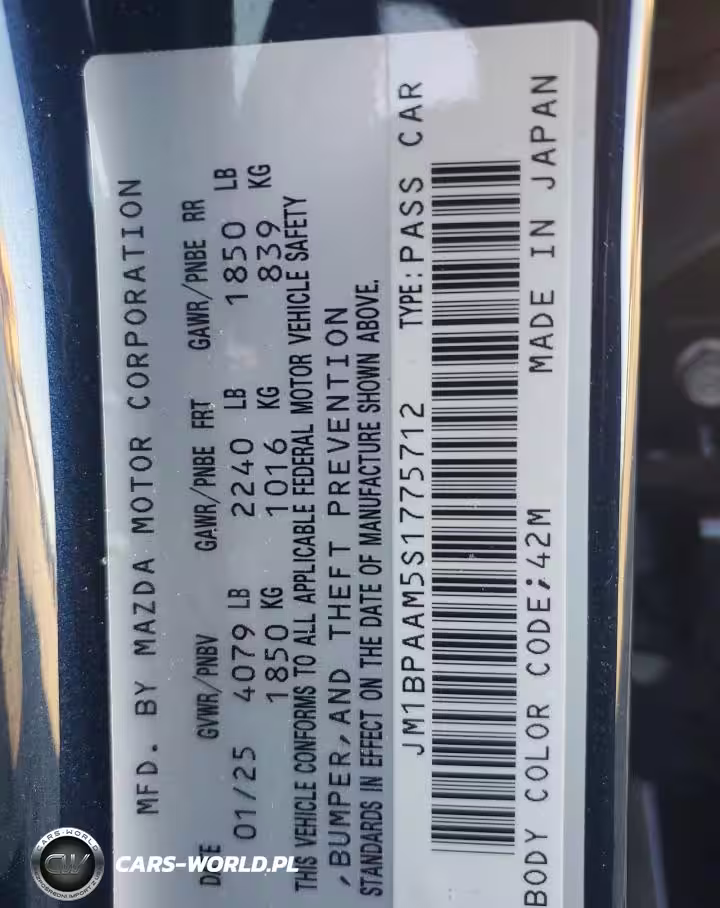 MFD. BY MAZDA MOTOR CORPORATION
DATE GVWR/PNBV GAWR/PNBE FRT GAWR/PNBE RR
01/25 4079 LB 2240 LB 1850 LB
1850 KG 1016 KG 839 KG
THIS VEHICLE CONFORMS TO ALL APPLICABLE FEDERAL MOTOR VEHICLE SAFETY
,BUMPER,AND THEFT PREVENTION
STANDARDS IN EFFECT ON THE DATE OF MANUFACTURE SHOWN ABOVE.
JM1BPAAM5S1775712 TYPE:PASS CAR
BODY COLOR CODE;42M MADE IN JAPAN
CARS-WORLD
CW
CARS-WORLD.PL